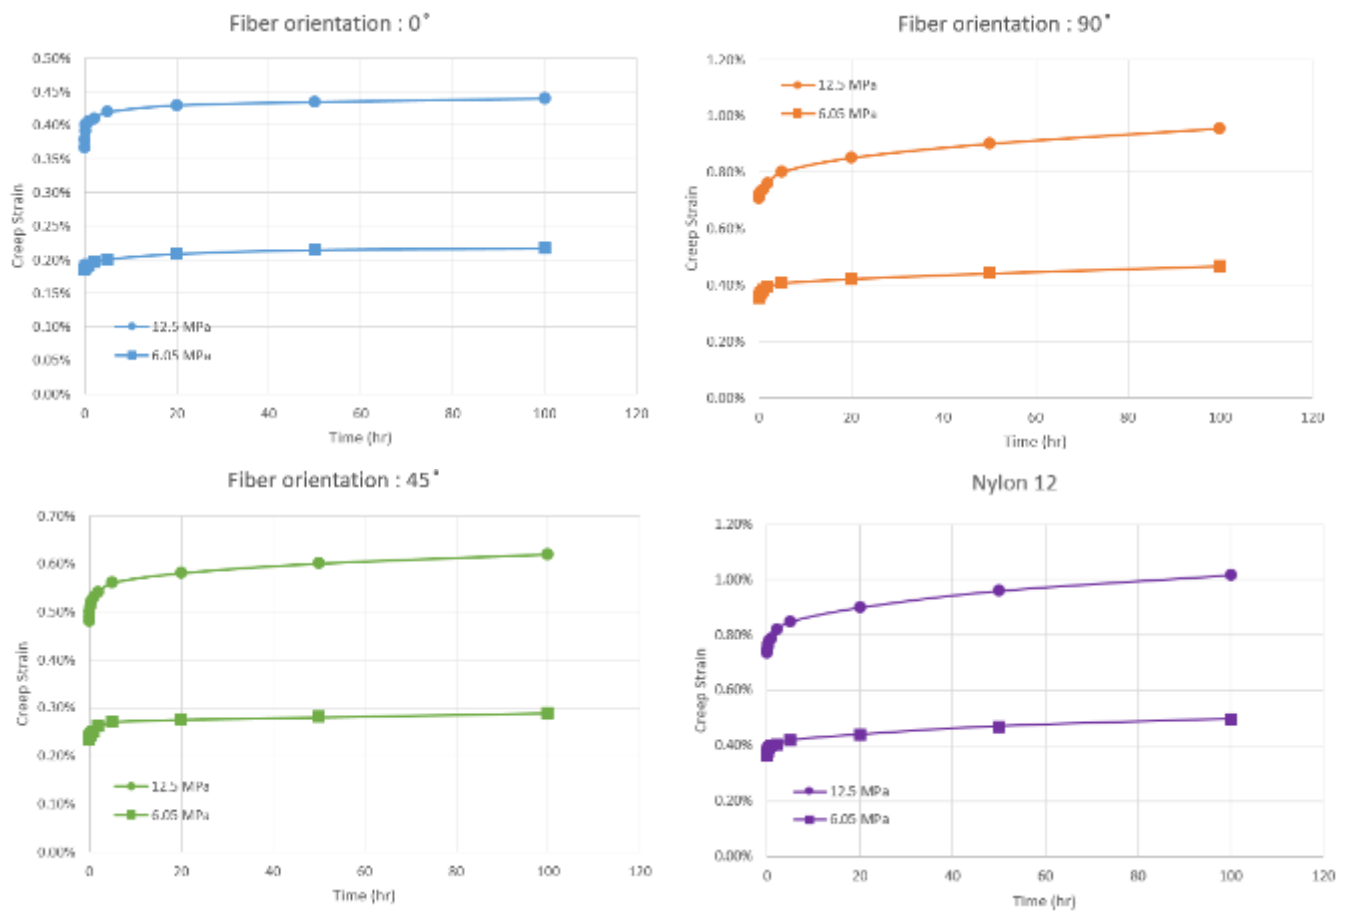 Fiber orientation : 0˚
0.50%
0.45%
0.40%
0.35%
0.30%
0.25%
0.20%
0.15%
0.10%
0.05%
0.00%
Creep Strain
12.5 MPa
6.05 MPa
0 20 40 60 80 100 120
Time (hr)
Fiber orientation : 90˚
1.20%
1.00%
0.80%
0.60%
0.40%
0.20%
0.00%
Creep Strain
12.5 MPa
6.05 MPa
0 20 40 60 80 100 120
Time (hr)
Fiber orientation : 45˚
0.70%
0.60%
0.50%
0.40%
0.30%
0.20%
0.10%
0.00%
Creep Strain
12.5 MPa
6.05 MPa
0 20 40 60 80 100 120
Time (hr)
Nylon 12
1.20%
1.00%
0.80%
0.60%
0.40%
0.20%
0.00%
Creep Strain
12.5 MPa
6.05 MPa
0 20 40 60 80 100 120
Time (hr)